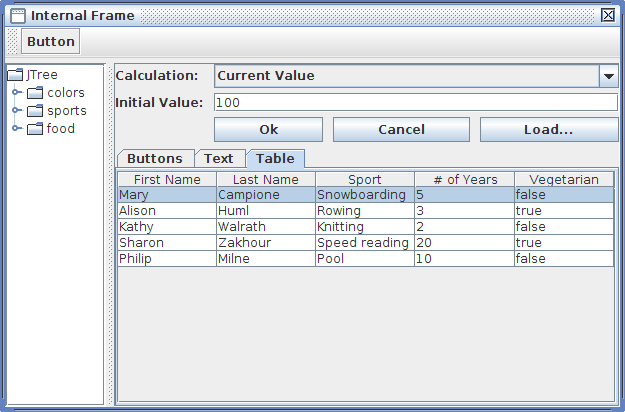 Internal Frame
Button
JTree
colors
sports
food
Calculation: Current Value
Initial Value: 100
Ok Cancel Load...
Buttons Text Table
First Name Last Name Sport # of Years Vegetarian
Mary Campione Snowboarding 5 false
Alison Huml Rowing 3 true
Kathy Walrath Knitting 2 false
Sharon Zakhour Speed reading 20 true
Philip Milne Pool 10 false